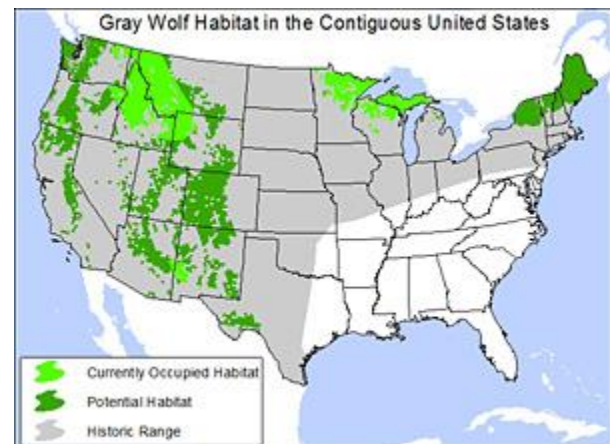 Gray Wolf Habitat in the Contiguous United States
Currently Occupied Habitat
Potential Habitat
Historic Range